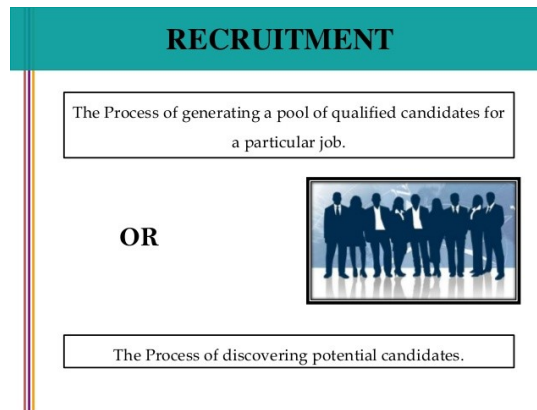 RECRUITMENT
The Process of generating a pool of qualified candidates for
a particular job.
OR
The Process of discovering potential candidates.